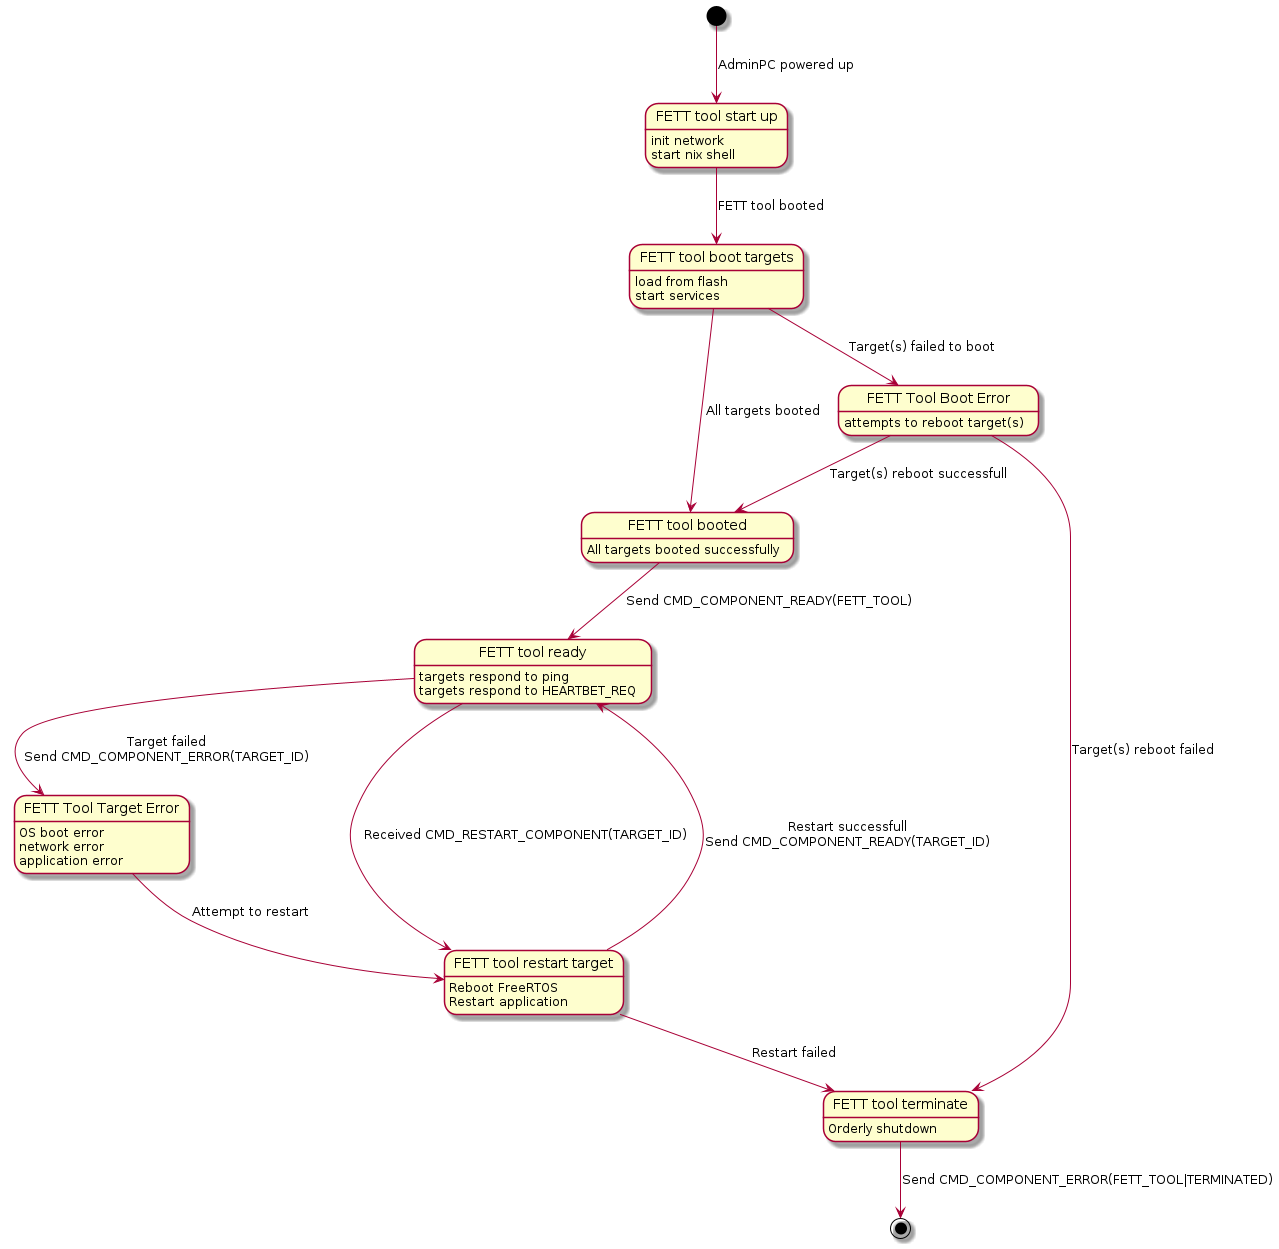 AdminPC powered up
FETT tool start up
init network
start nix shell
FETT tool booted
FETT tool boot targets
load from flash
start services
Target(s) failed to boot
FETT Tool Boot Error
attempts to reboot target(s)
All targets booted
Target(s) reboot successfull
FETT tool booted
All targets booted successfully
Send CMD_COMPONENT_READY(FETT_TOOL)
FETT tool ready
targets respond to ping
targets respond to HEARTBET_REQ
Target failed
Send CMD_COMPONENT_ERROR(TARGET_ID)
Target(s) reboot failed
FETT Tool Target Error
OS boot error
network error
application error
Received CMD_RESTART_COMPONENT(TARGET_ID)
Restart successfull
Send CMD_COMPONENT_READY(TARGET_ID)
Attempt to restart
FETT tool restart target
Reboot FreeRTOS
Restart application
Restart failed
FETT tool terminate
Orderly shutdown
Send CMD_COMPONENT_ERROR(FETT_TOOL|TERMINATED)